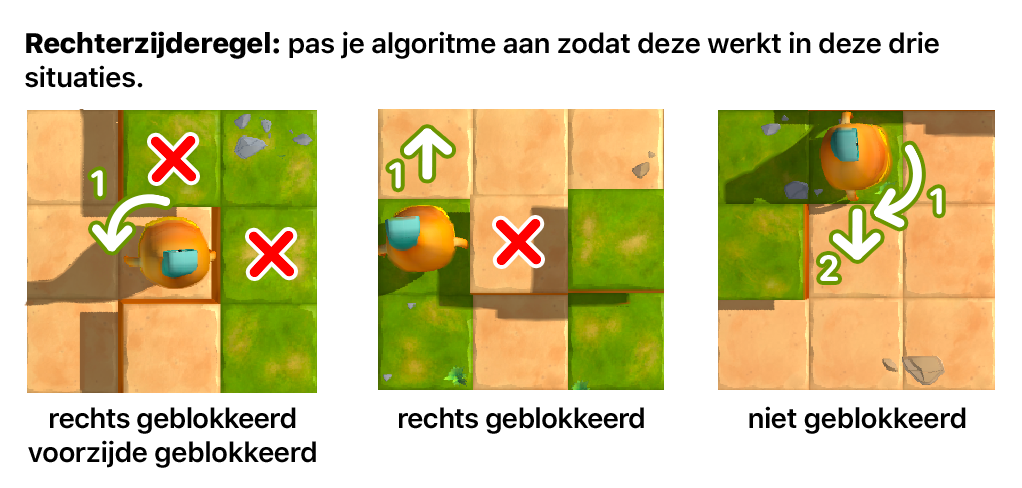 Rechterzijderegel: pas je algoritme aan zodat deze werkt in deze drie
situaties.
1
1
1
2
rechts geblokkeerd
voorzijde geblokkeerd
rechts geblokkeerd
niet geblokkeerd